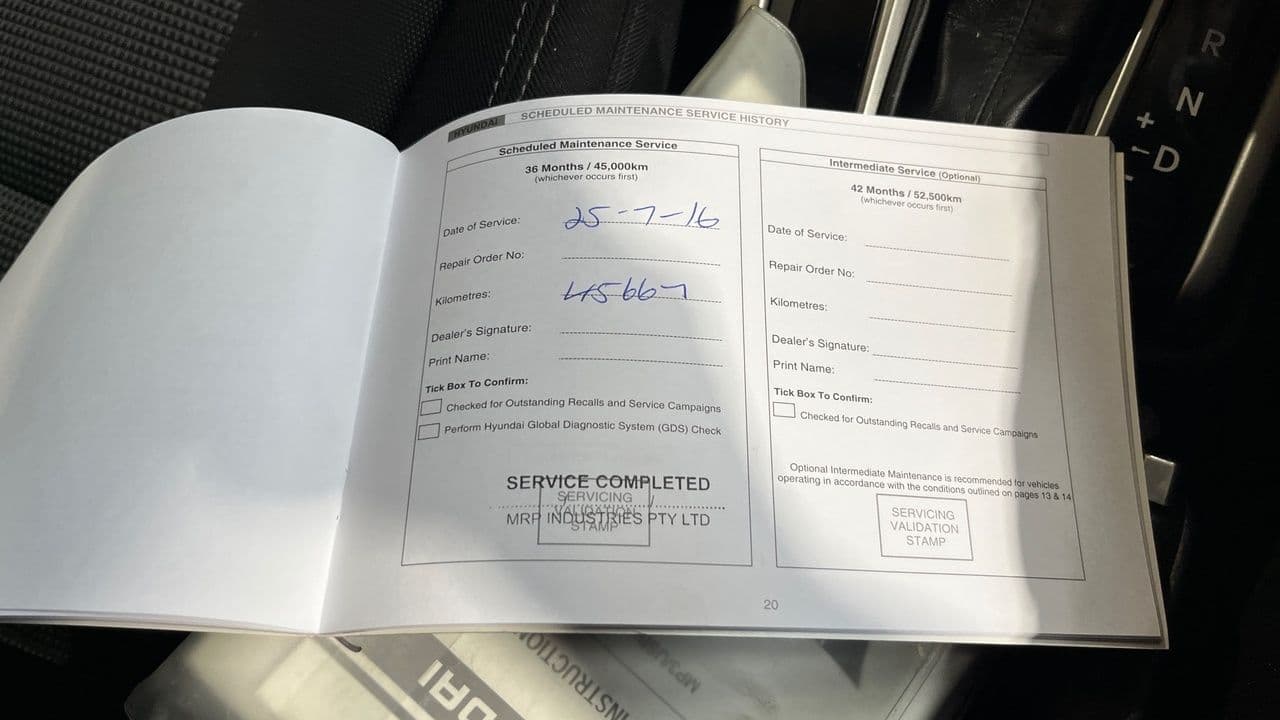 HYUNDAI SCHEDULED MAINTENANCE SERVICE HISTORY
Scheduled Maintenance Service
36 Months / 45,000km
(whichever occurs first)
Date of Service: 25-7-16
Repair Order No:
Kilometres: 45667
Dealer's Signature:
Print Name:
Tick Box To Confirm:
Checked for Outstanding Recalls and Service Campaigns
Perform Hyundai Global Diagnostic System (GDS) Check
SERVICE COMPLETED
SERVICING
VALIDATION
MRP INDUSTRIES PTY LTD
STAMP
Intermediate Service (Optional)
42 Months / 52,500km
(whichever occurs first)
Date of Service:
Repair Order No:
Kilometres:
Dealer's Signature:
Print Name:
Tick Box To Confirm:
Checked for Outstanding Recalls and Service Campaigns
Optional Intermediate Maintenance is recommended for vehicles
operating in accordance with the conditions outlined on pages 13 & 14
SERVICING
VALIDATION
STAMP
20
R
N
+
D
-